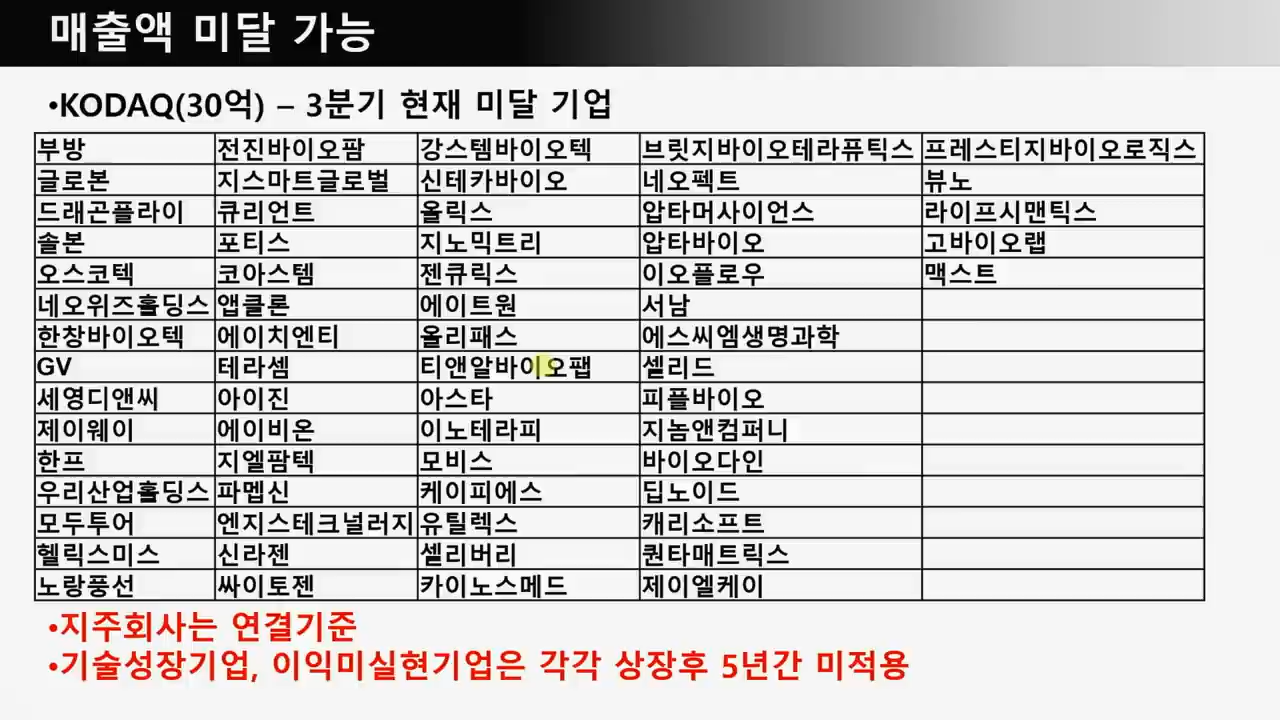 매출액 미달 가능
•KODAQ(30억) – 3분기 현재 미달 기업
부방 전진바이오팜 강스템바이오텍 브릿지바이오테라퓨틱스 프레스티지바이오로직스
글로본 지스마트글로벌 신테카바이오 네오펙트 뷰노
드래곤플라이 큐리언트 올릭스 압타머사이언스 라이프시맨틱스
솔본 포티스 지노믹트리 압타바이오 고바이오랩
오스코텍 코아스템 젠큐릭스 이오플로우 맥스트
네오위즈홀딩스 앱클론 에이트원 서남
한창바이오텍 에이치엔티 올리패스 에스씨엠생명과학
GV 테라셈 티앤알바이오팹 셀리드
세영디앤씨 아이진 아스타 피플바이오
제이웨이 에이비온 이노테라피 지놈앤컴퍼니
한프 지엘팜텍 모비스 바이오다인
우리산업홀딩스 파멥신 케이피에스 딥노이드
모두투어 엔지스테크널러지 유틸렉스 캐리소프트
헬릭스미스 신라젠 셀리버리 퀀타매트릭스
노랑풍선 싸이토젠 카이노스메드 제이엘케이
•지주회사는 연결기준
•기술성장기업, 이익미실현기업은 각각 상장후 5년간 미적용